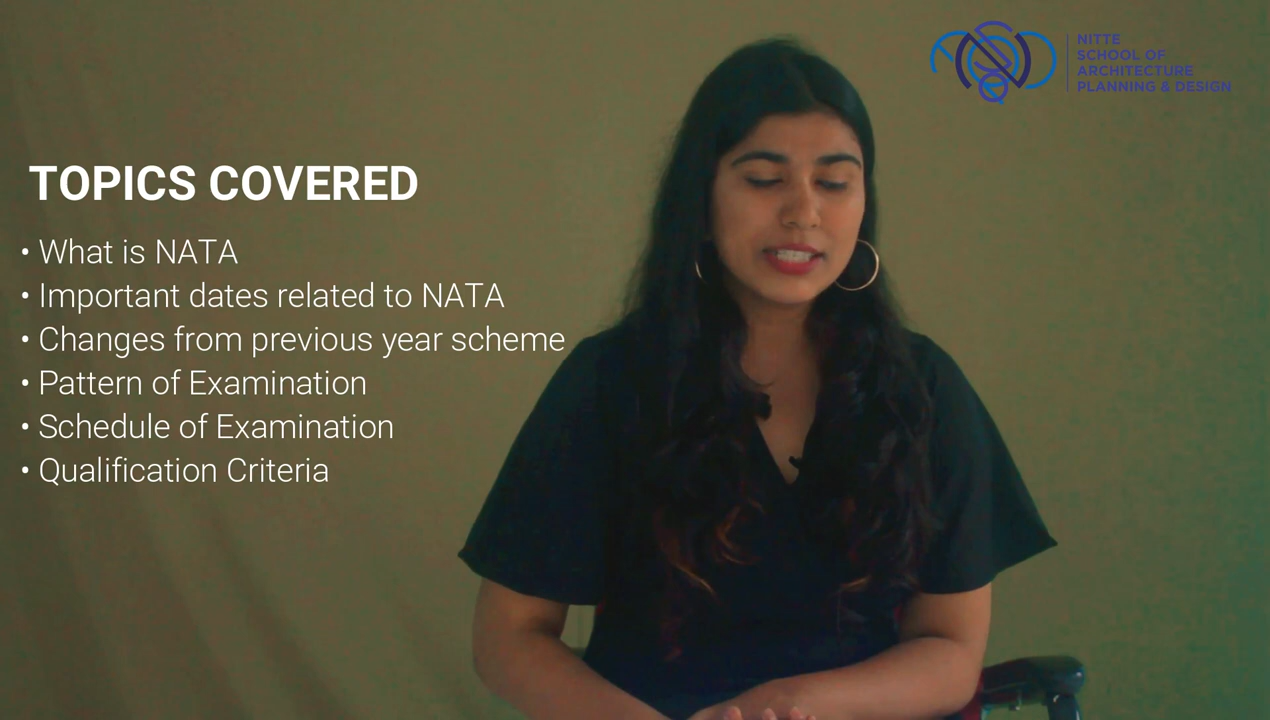 NITTE
SCHOOL OF
ARCHITECTURE
PLANNING & DESIGN
TOPICS COVERED
• What is NATA
• Important dates related to NATA
• Changes from previous year scheme
• Pattern of Examination
• Schedule of Examination
• Qualification Criteria